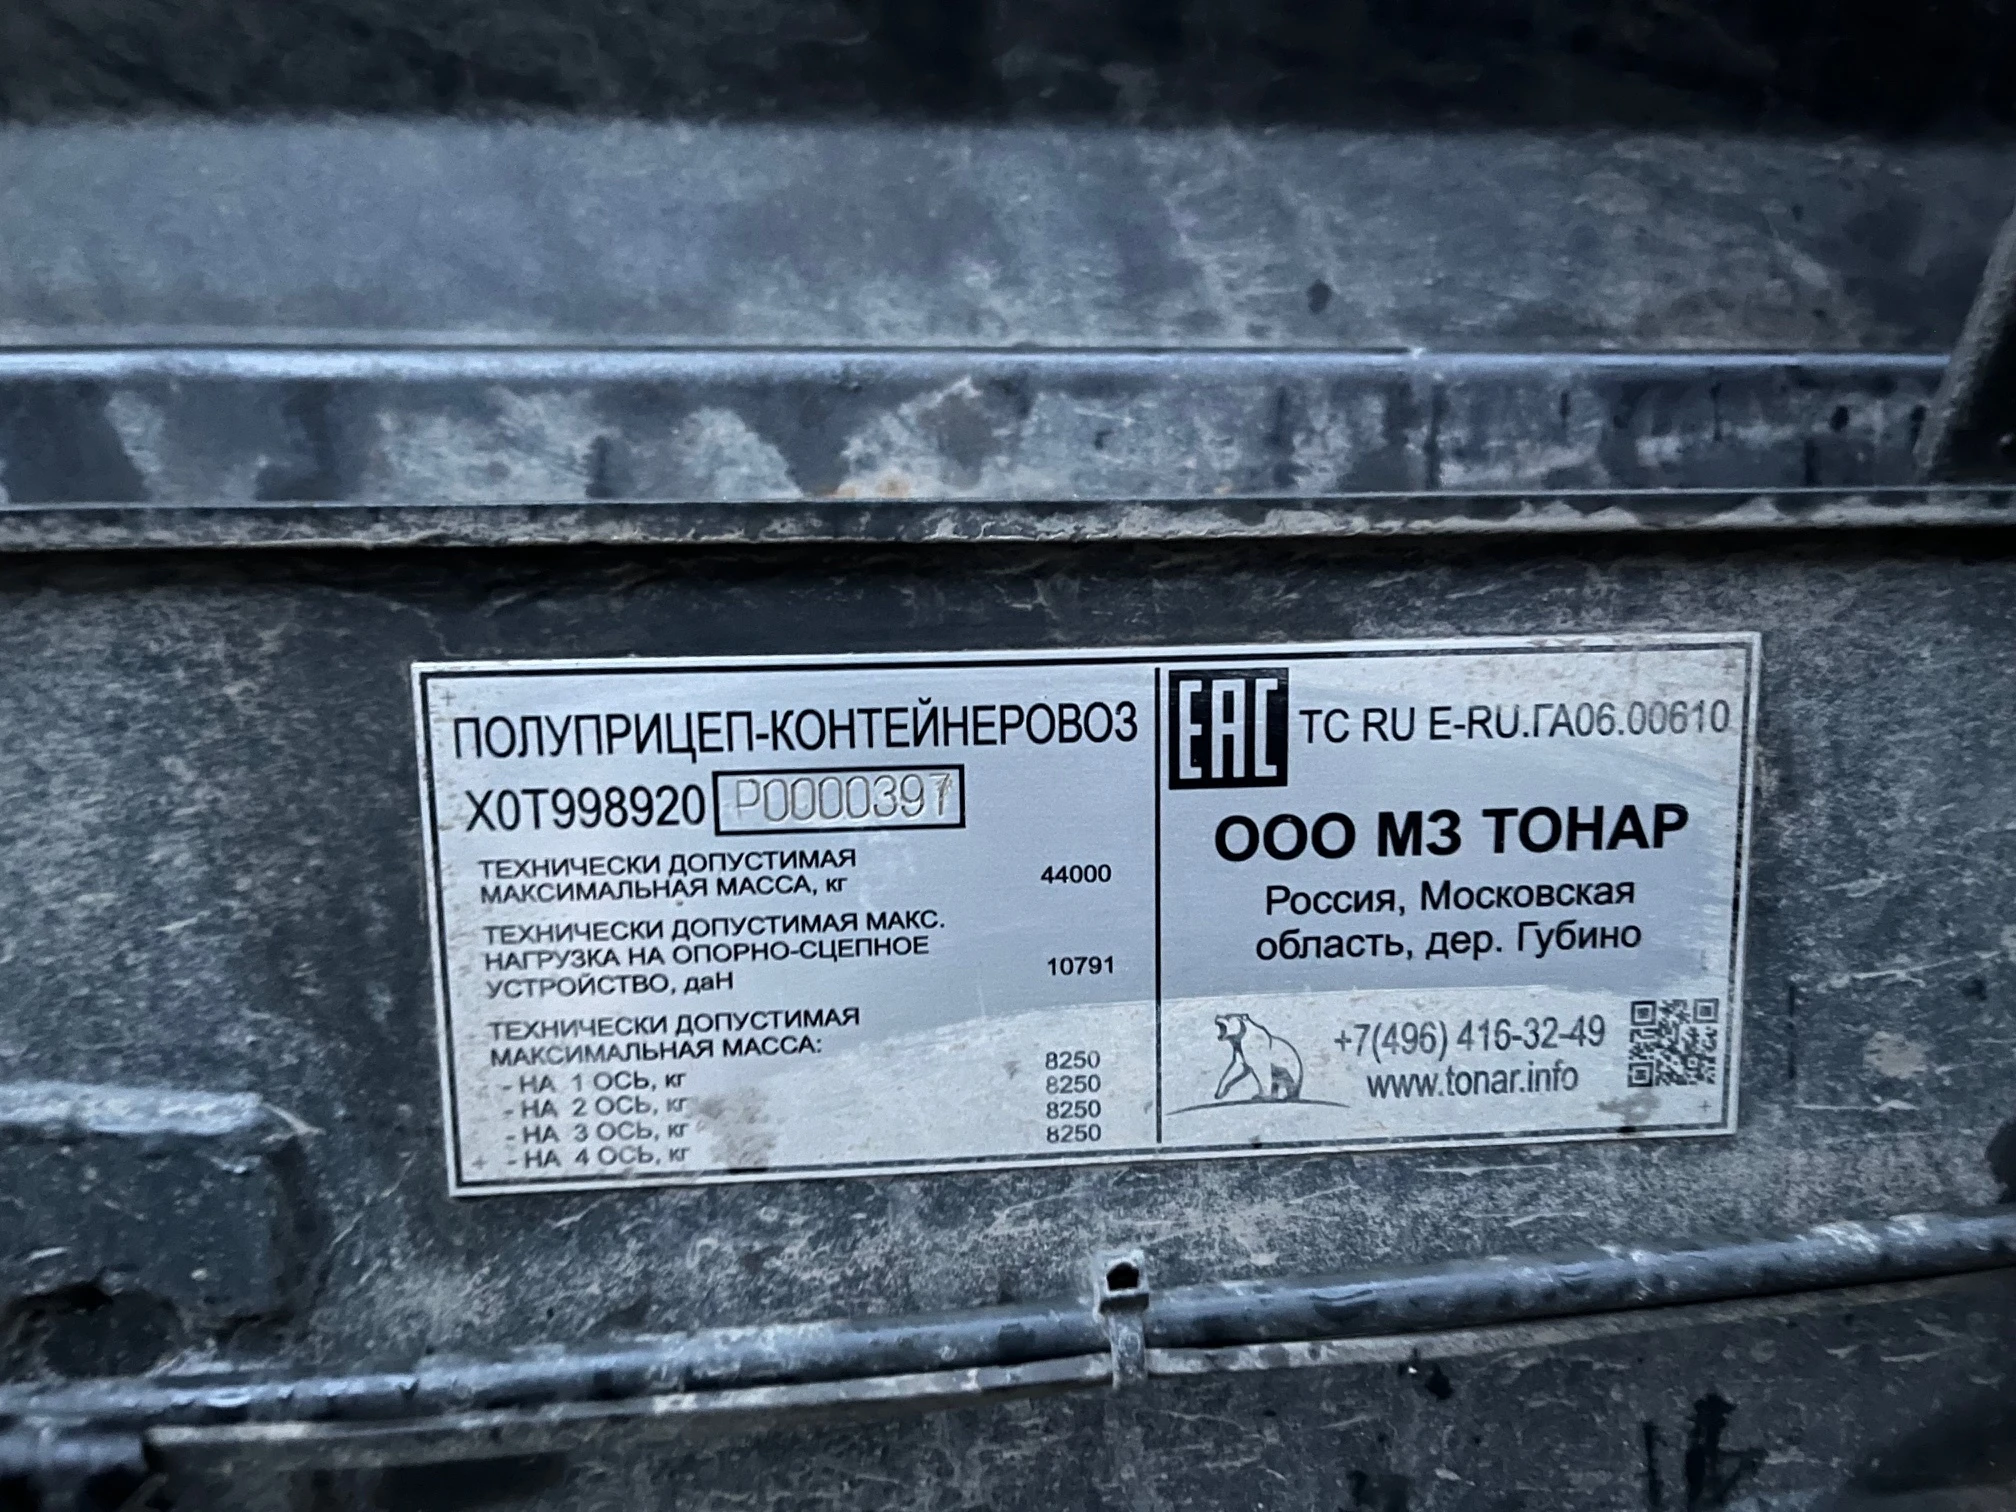 ПОЛУПРИЦЕП-КОНТЕЙНЕРОВОЗ
X0T998920 P0000397
ТЕХНИЧЕСКИ ДОПУСТИМАЯ
МАКСИМАЛЬНАЯ МАССА, кг 44000
ТЕХНИЧЕСКИ ДОПУСТИМАЯ МАКС.
НАГРУЗКА НА ОПОРНО-СЦЕПНОЕ
УСТРОЙСТВО, даН 10791
ТЕХНИЧЕСКИ ДОПУСТИМАЯ
МАКСИМАЛЬНАЯ МАССА:
- НА 1 ОСЬ, кг 8250
- НА 2 ОСЬ, кг 8250
- НА 3 ОСЬ, кг 8250
- НА 4 ОСЬ, кг 8250
EAC TC RU E-RU.ГА06.00610
ООО МЗ ТОНАР
Россия, Московская
область, дер. Губино
+7(496) 416-32-49
www.tonar.info